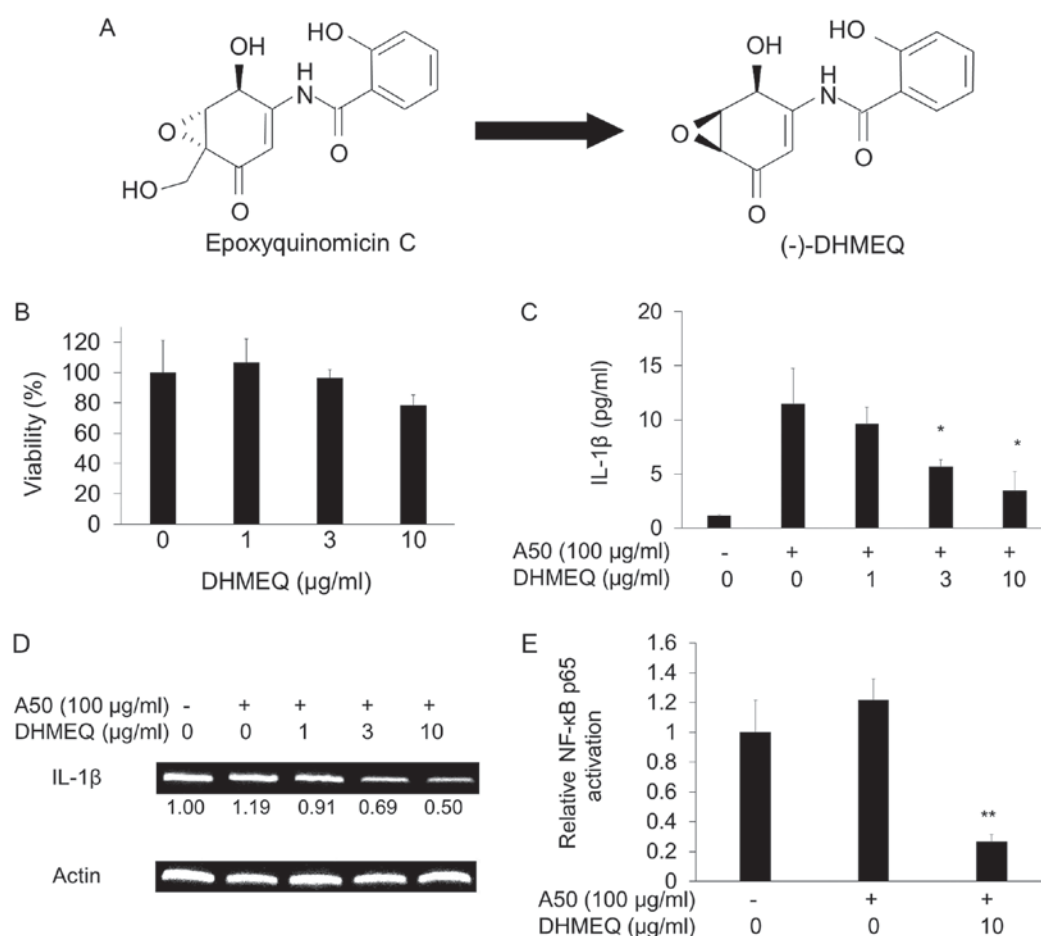 A
OH
HO
H
N
O
O
HO
O
Epoxyquinomicin C
OH
HO
H
N
O
O
O
(-)-DHMEQ
B
Viability (%)
120
100
80
60
40
20
0
0 1 3 10
DHMEQ (μg/ml)
C
IL-1β (pg/ml)
20
15
10
5
0
* *
A50 (100 μg/ml) - + + + +
DHMEQ (μg/ml) 0 0 1 3 10
D
A50 (100 μg/ml) - + + + +
DHMEQ (μg/ml) 0 0 1 3 10
IL-1β
1.00 1.19 0.91 0.69 0.50
Actin
E
Relative NF-κB p65
activation
1.6
1.4
1.2
1.0
0.8
0.6
0.4
0.2
0
**
A50 (100 μg/ml) - + +
DHMEQ (μg/ml) 0 0 10